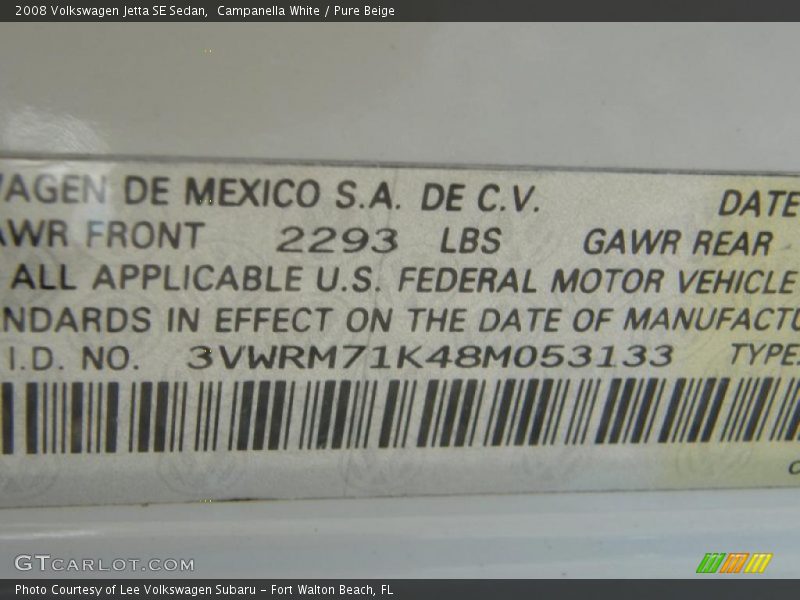 2008 Volkswagen Jetta SE Sedan, Campanella White / Pure Beige
WAGEN DE MEXICO S.A. DE C.V. DATE
AWR FRONT 2293 LBS GAWR REAR
ALL APPLICABLE U.S. FEDERAL MOTOR VEHICLE
NDARDS IN EFFECT ON THE DATE OF MANUFACTU
I.D. NO. 3VWRM71K48M053133 TYPE:
GTCARLOT.COM
Photo Courtesy of Lee Volkswagen Subaru - Fort Walton Beach, FL